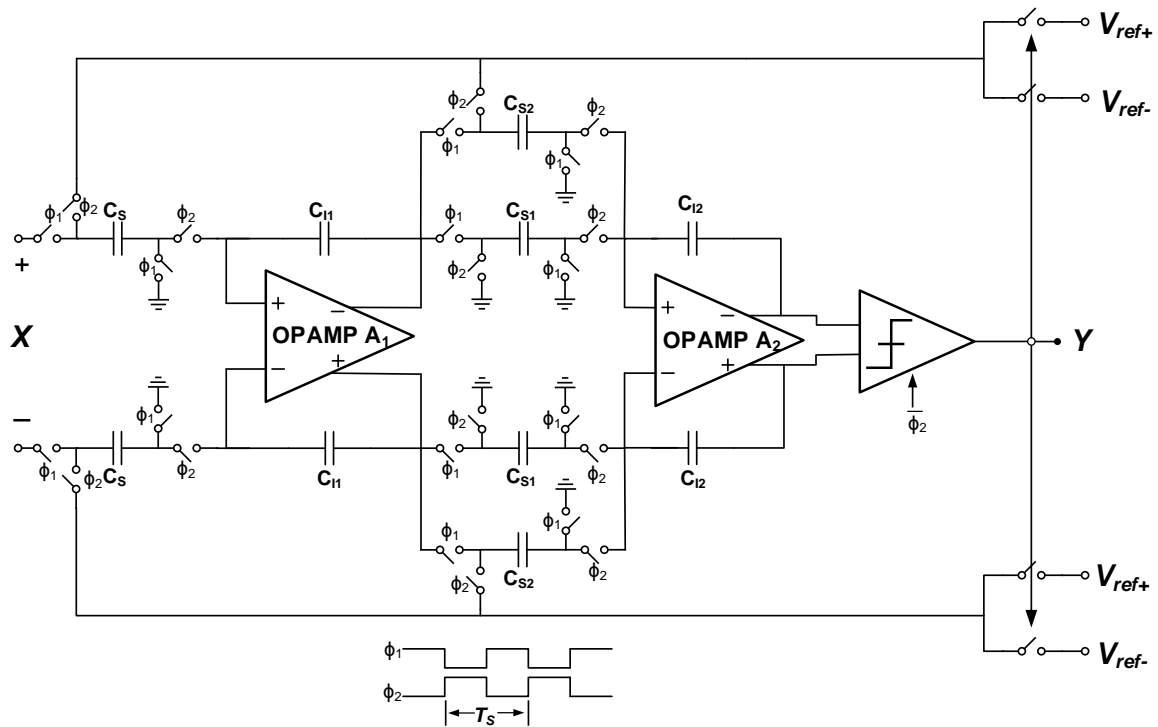 V_ref+
V_ref-
ϕ2
C_S2
ϕ2
ϕ1
ϕ1
ϕ1
ϕ2
C_S
ϕ2
C_I1
ϕ1
C_S1
ϕ2
C_I2
+
ϕ1
ϕ2
ϕ1
+
−
OPAMP A1
−
+
+
−
OPAMP A2
−
+
X
Y
−
ϕ1
ϕ2
ϕ1
ϕ2
ϕ1
ϕ2
C_S
ϕ2
C_I1
ϕ1
C_S1
ϕ2
C_I2
ϕ1
ϕ1
ϕ2
C_S2
ϕ2
V_ref+
V_ref-
ϕ1
ϕ2
T_S